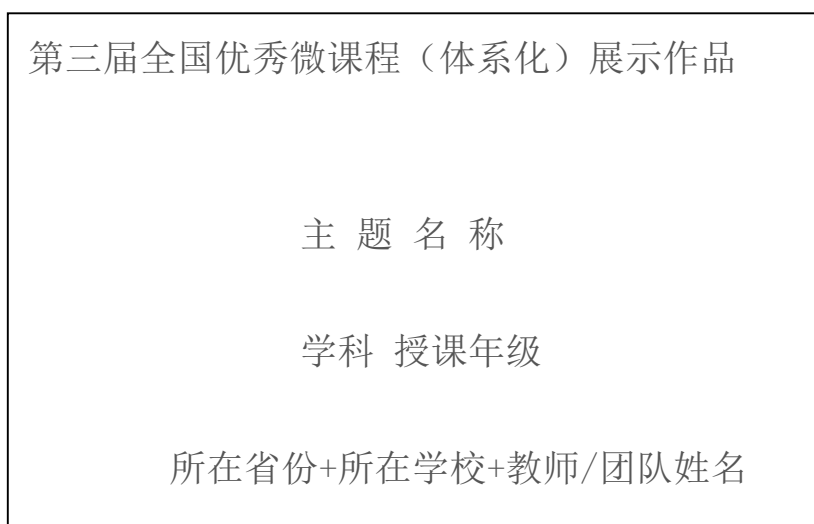 第三届全国优秀微课程（体系化）展示作品
主 题 名 称
学科 授课年级
所在省份+所在学校+教师/团队姓名